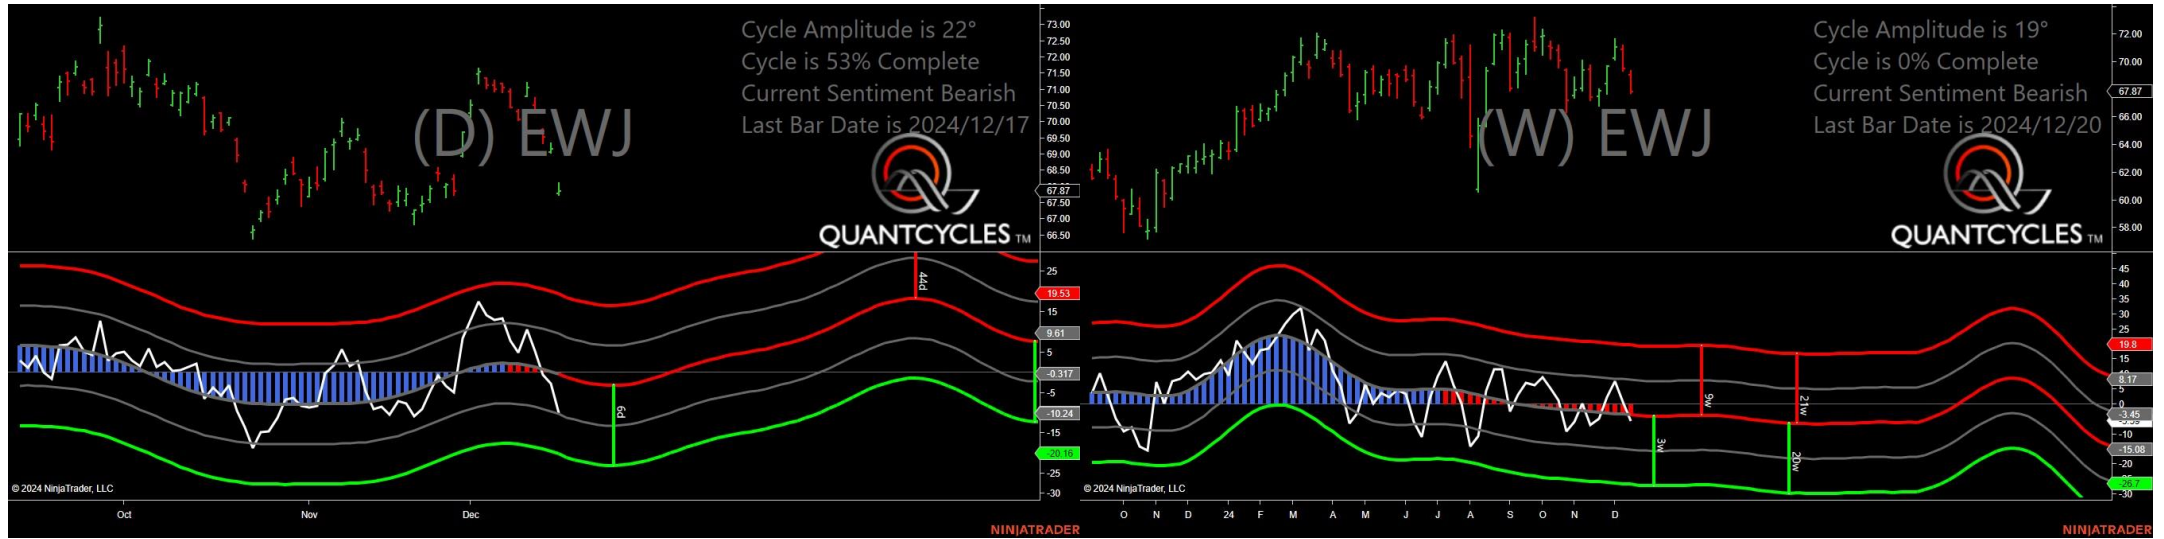 Cycle Amplitude is 22°
Cycle is 53% Complete
Current Sentiment Bearish
Last Bar Date is 2024/12/17
(D) EWJ
QUANTCYCLES TM
73.00
72.50
72.00
71.50
71.00
70.50
70.00
69.50
69.00
68.50
67.87
67.50
67.00
66.50
44d
6d
25
19.53
15
9.61
5
-0.317
-5
-10.24
-15
-20.16
-25
-30
© 2024 NinjaTrader, LLC
Oct Nov Dec
NINJATRADER
Cycle Amplitude is 19°
Cycle is 0% Complete
Current Sentiment Bearish
Last Bar Date is 2024/12/20
(W) EWJ
QUANTCYCLES TM
72.00
70.00
67.87
66.00
64.00
62.00
60.00
58.00
9w
21w
3w
20w
45
40
35
30
25
19.8
15
8.17
5
0
-3.45
-10
-15.08
-20
-26.7
-30
© 2024 NinjaTrader, LLC
O N D 24 F M A M J J A S O N D
NINJATRADER